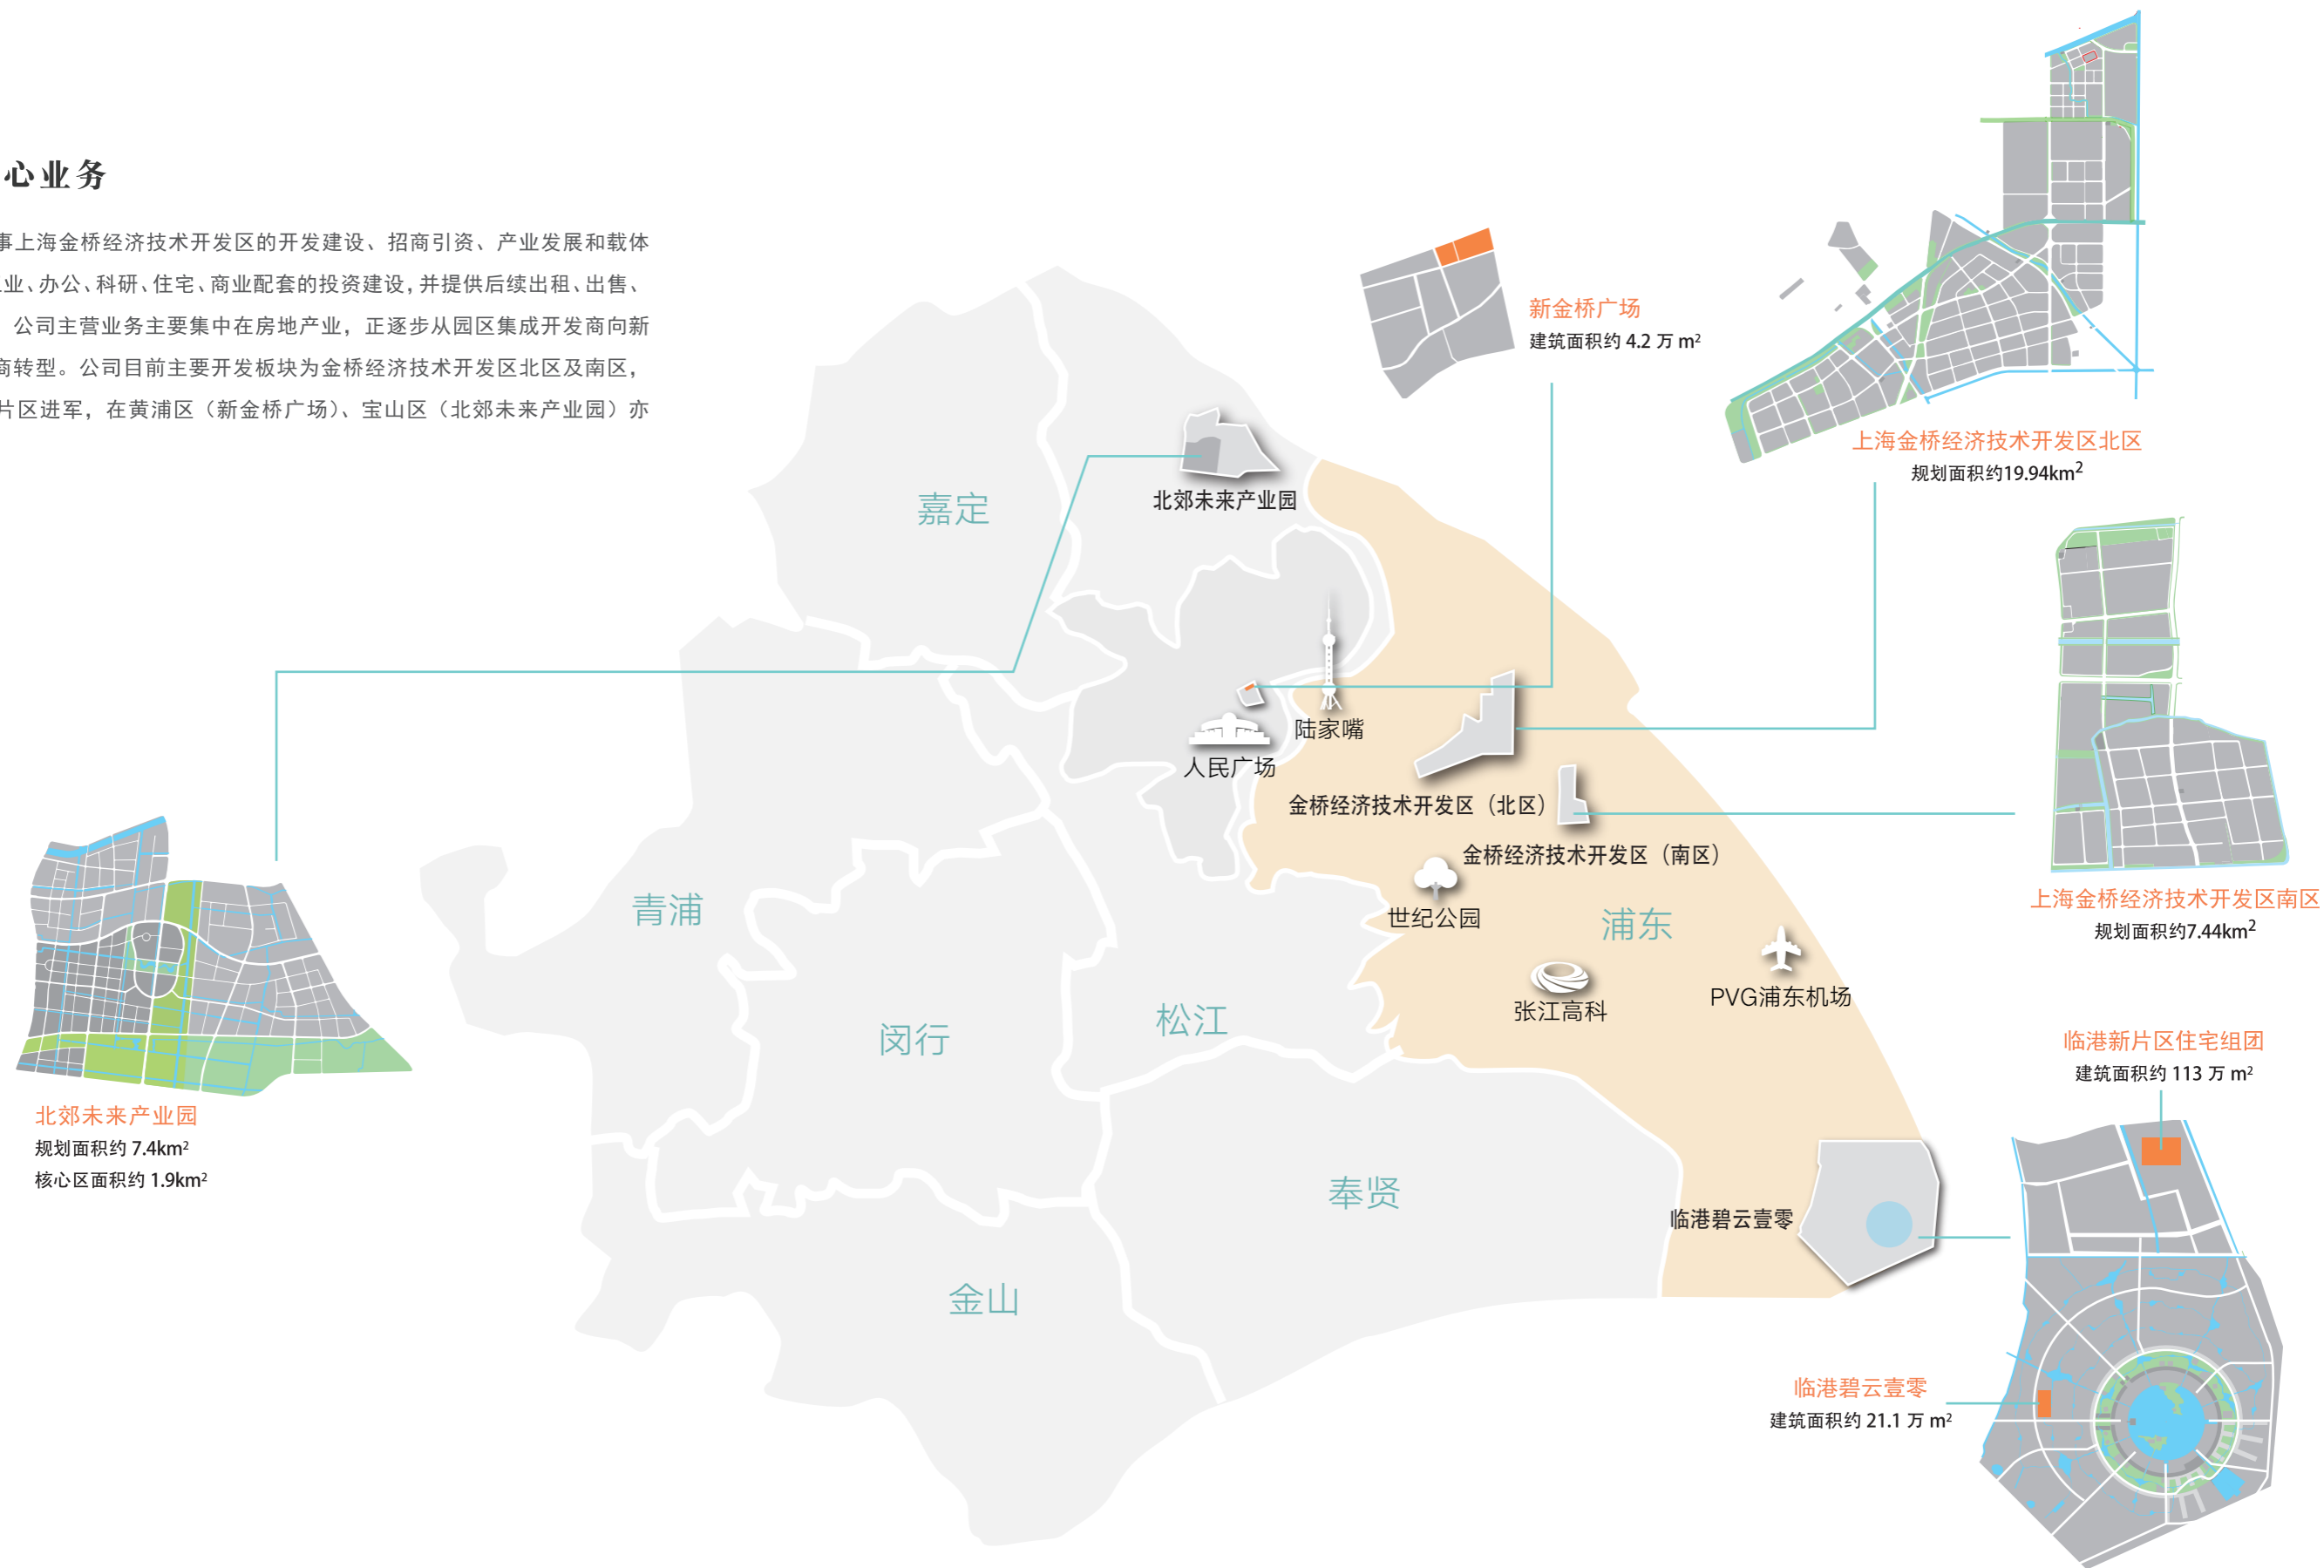 心业务
事上海金桥经济技术开发区的开发建设、招商引资、产业发展和载体
业、办公、科研、住宅、商业配套的投资建设,并提供后续出租、出售、
公司主营业务主要集中在房地产业，正逐步从园区集成开发商向新
商转型。公司目前主要开发板块为金桥经济技术开发区北区及南区，
片区进军，在黄浦区（新金桥广场）、宝山区（北郊未来产业园）亦
新金桥广场
建筑面积约 4.2 万 m²
上海金桥经济技术开发区北区
规划面积约19.94km²
嘉定
北郊未来产业园
陆家嘴
人民广场
金桥经济技术开发区（北区）
金桥经济技术开发区（南区）
青浦
世纪公园
浦东
上海金桥经济技术开发区南区
规划面积约7.44km²
张江高科
PVG浦东机场
松江
闵行
临港新片区住宅组团
建筑面积约 113 万 m²
北郊未来产业园
规划面积约 7.4km²
核心区面积约 1.9km²
奉贤
临港碧云壹零
金山
临港碧云壹零
建筑面积约 21.1 万 m²